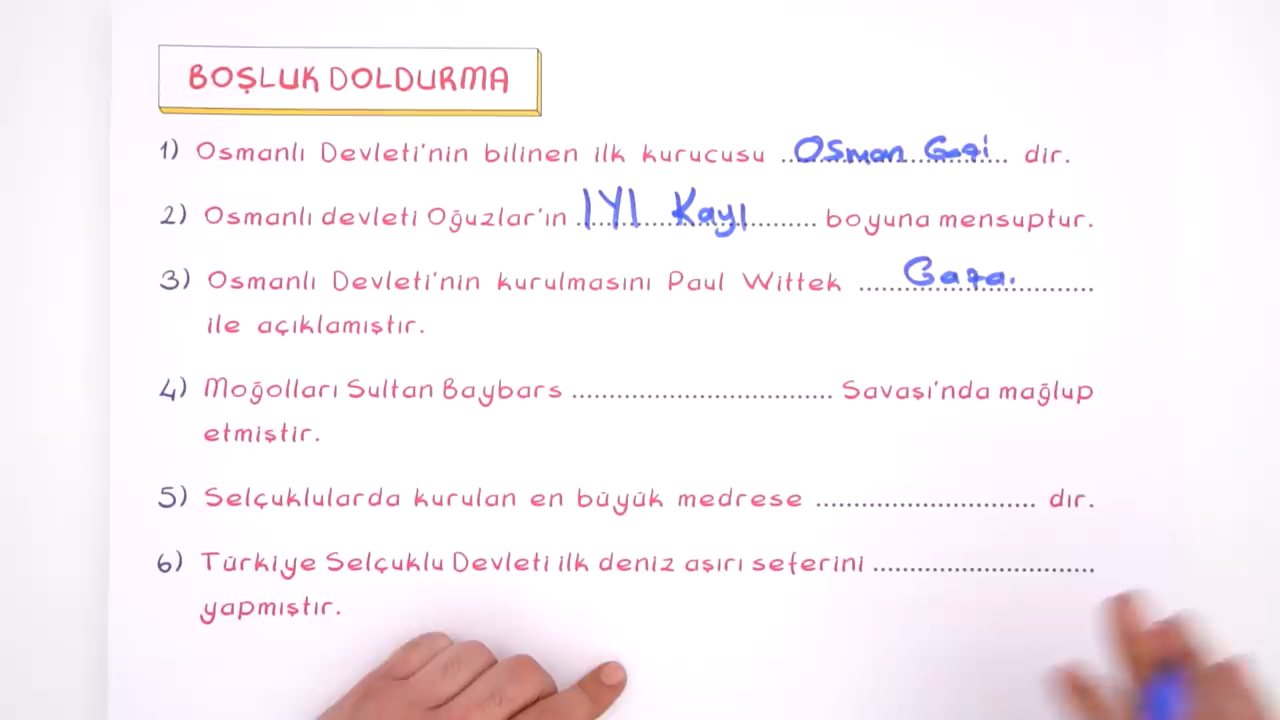 BOŞLUK DOLDURMA
1) Osmanlı Devleti'nin bilinen ilk kurucusu ..Osman Gazi.. dir.
2) Osmanlı devleti Oğuzlar'ın IYI Kayı .......... boyuna mensuptur.
3) Osmanlı Devleti'nin kurulmasını Paul Wittek ......Gaza...........
ile açıklamıştır.
4) Moğolları Sultan Baybars ................................... Savaşı'nda mağlup
etmiştir.
5) Selçuklularda kurulan en büyük medrese ............................. dır.
6) Türkiye Selçuklu Devleti ilk deniz aşırı seferini ..............................
yapmıştır.